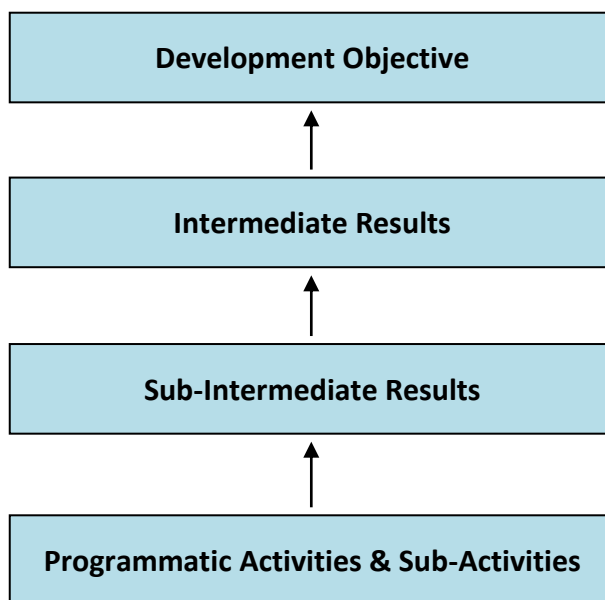 Development Objective
Intermediate Results
Sub-Intermediate Results
Programmatic Activities & Sub-Activities